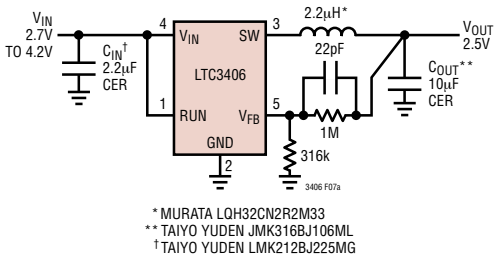 VIN
2.7V
TO 4.2V
CIN†
2.2µF
CER
4
VIN
SW
3
2.2µH*
VOUT
2.5V
22pF
COUT**
10µF
CER
LTC3406
1
RUN
VFB
5
1M
GND
2
316k
3406 F07a
*MURATA LQH32CN2R2M33
**TAIYO YUDEN JMK316BJ106ML
†TAIYO YUDEN LMK212BJ225MG